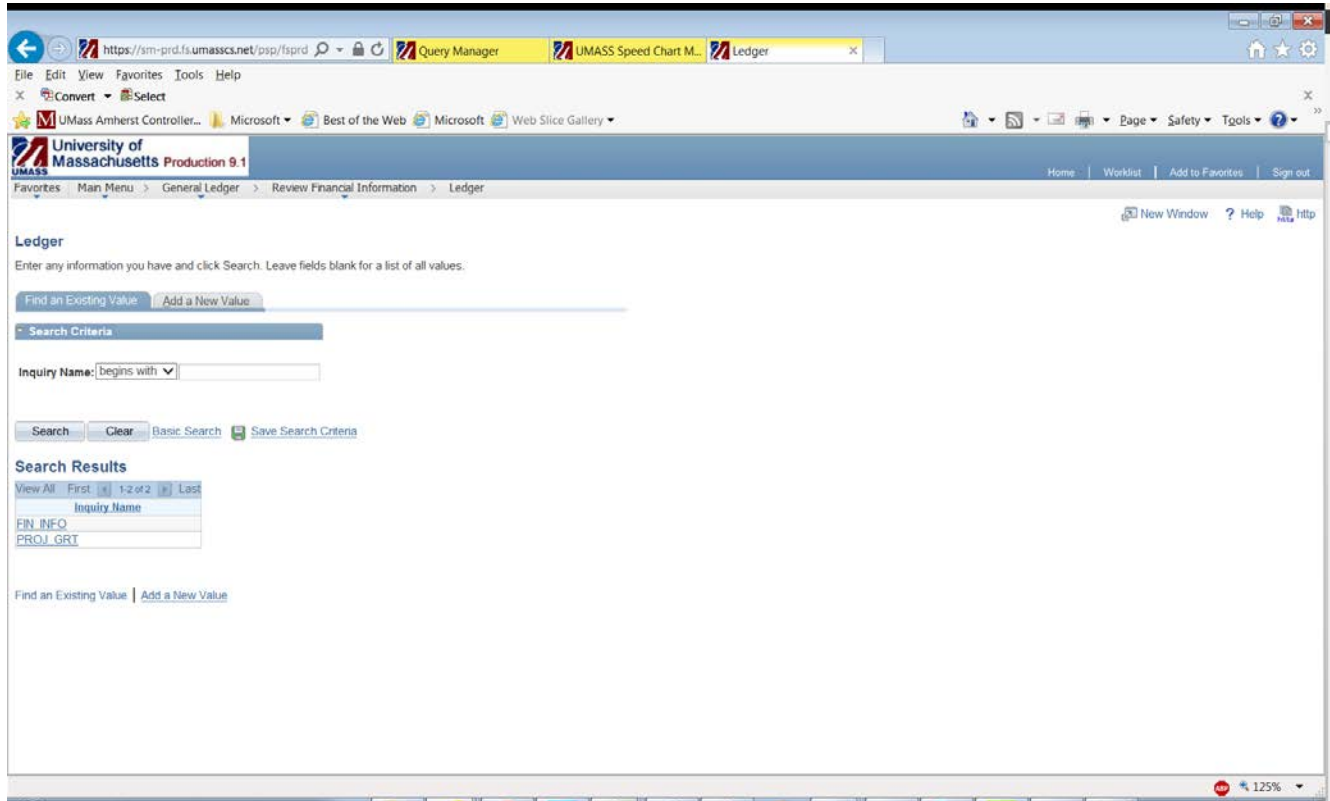 https://sm-prd.fs.umasscs.net/psp/fsprd
Query Manager
UMASS Speed Chart M...
Ledger
File Edit View Favorites Tools Help
Convert Select
UMass Amherst Controller... Microsoft Best of the Web Microsoft Web Slice Gallery
Page Safety Tools
University of
Massachusetts Production 9.1
UMASS
Home | Worklist | Add to Favorites | Sign out
Favorites Main Menu > General Ledger > Review Financial Information > Ledger
New Window ? Help http
Ledger
Enter any information you have and click Search. Leave fields blank for a list of all values.
Find an Existing Value Add a New Value
Search Criteria
Inquiry Name: begins with
Search Clear Basic Search Save Search Criteria
Search Results
View All First 1-2 of 2 Last
Inquiry Name
FIN_INFO
PROJ_GRT
Find an Existing Value | Add a New Value
ABP 125%